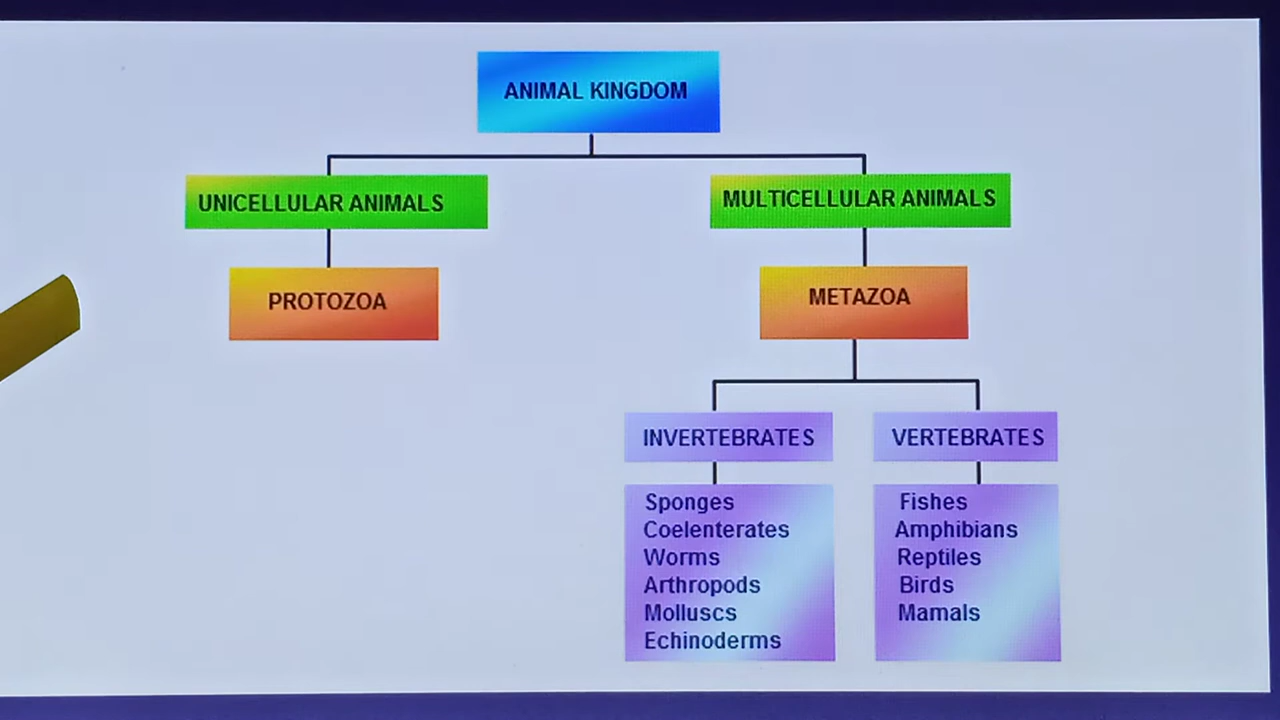 ANIMAL KINGDOM
UNICELLULAR ANIMALS
MULTICELLULAR ANIMALS
PROTOZOA
METAZOA
INVERTEBRATES
VERTEBRATES
Sponges
Coelenterates
Worms
Arthropods
Molluscs
Echinoderms
Fishes
Amphibians
Reptiles
Birds
Mamals